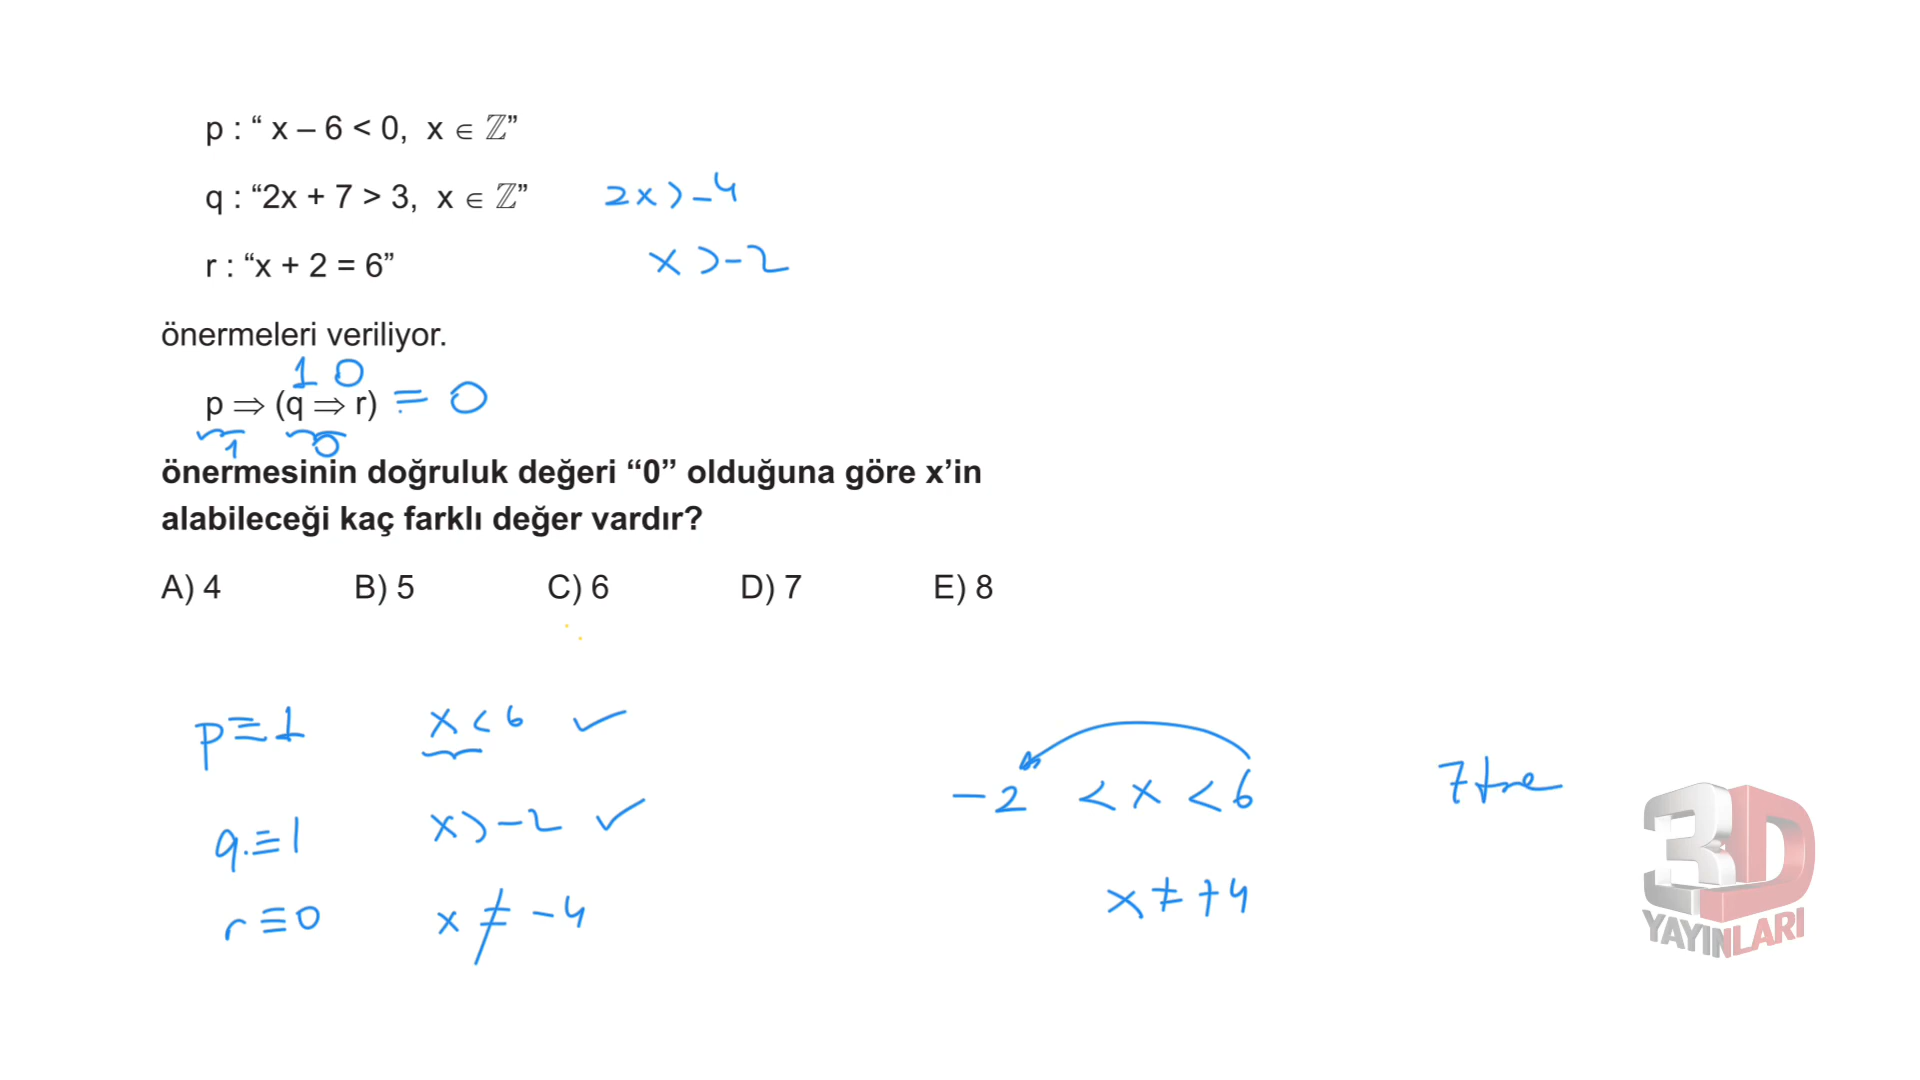 p : “ x – 6 < 0,  x ∈ ℤ”
q : “2x + 7 > 3,  x ∈ ℤ”
2x > -4
r : “x + 2 = 6”
x > -2
önermeleri veriliyor.
1 0
p ⇒ (q ⇒ r) = 0
1 0
önermesinin doğruluk değeri “0” olduğuna göre x’in
alabileceği kaç farklı değer vardır?
A) 4 B) 5 C) 6 D) 7 E) 8
p ≡ 1 x < 6 ✓
-2 < x < 6 7 tne
q ≡ 1 x > -2 ✓
r ≡ 0 x ≠ -4
x ≠ +4
3D
YAYINLARI